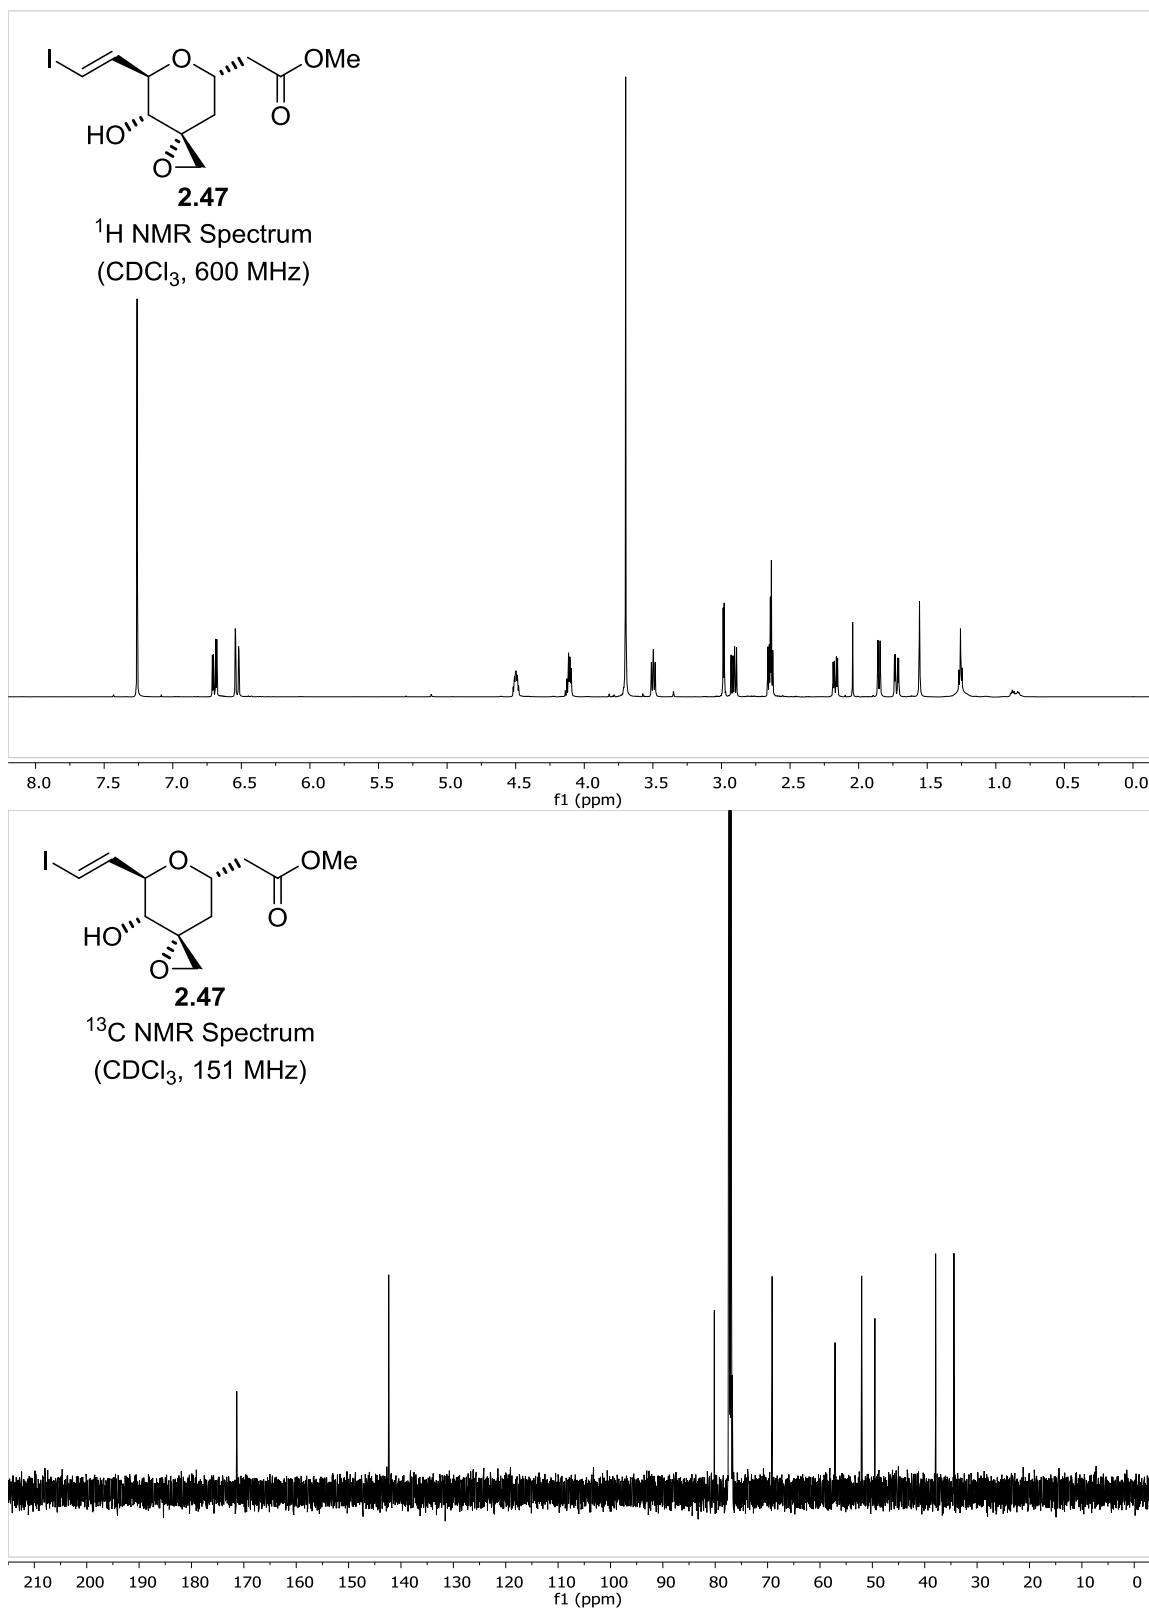 I
O
OMe
HO
O
O
2.47
¹H NMR Spectrum
(CDCl₃, 600 MHz)
8.0 7.5 7.0 6.5 6.0 5.5 5.0 4.5 4.0 3.5 3.0 2.5 2.0 1.5 1.0 0.5 0.0
f1 (ppm)
I
O
OMe
O
HO
O
2.47
¹³C NMR Spectrum
(CDCl₃, 151 MHz)
210 200 190 180 170 160 150 140 130 120 110 100 90 80 70 60 50 40 30 20 10 0
f1 (ppm)